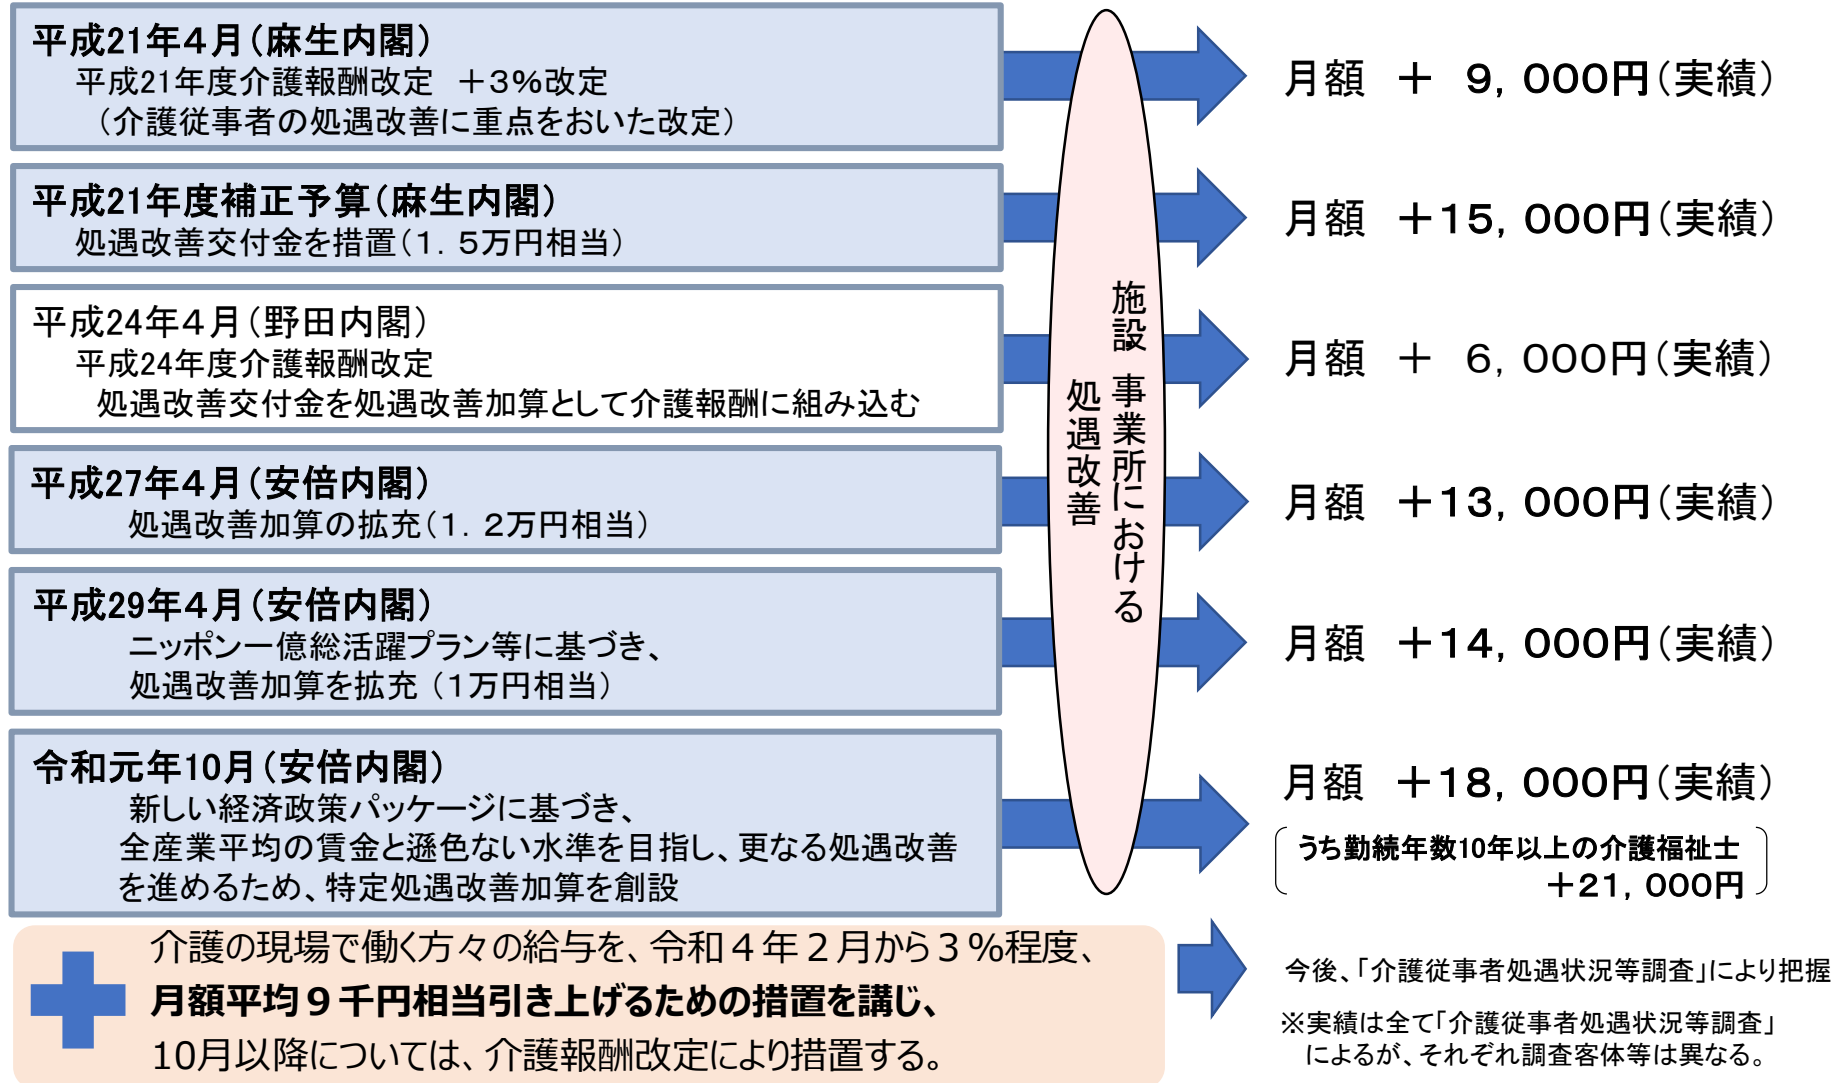 平成21年４月（麻生内閣）
平成21年度介護報酬改定　＋３％改定
（介護従事者の処遇改善に重点をおいた改定）
月額　＋　９，０００円（実績）
平成21年度補正予算（麻生内閣）
処遇改善交付金を措置（１．５万円相当）
月額　＋１５，０００円（実績）
平成24年４月（野田内閣）
平成24年度介護報酬改定
処遇改善交付金を処遇改善加算として介護報酬に組み込む
月額　＋　６，０００円（実績）
平成27年４月（安倍内閣）
処遇改善加算の拡充（１．２万円相当）
月額　＋１３，０００円（実績）
平成29年４月（安倍内閣）
ニッポン一億総活躍プラン等に基づき、
処遇改善加算を拡充（１万円相当）
月額　＋１４，０００円（実績）
令和元年10月（安倍内閣）
新しい経済政策パッケージに基づき、
全産業平均の賃金と遜色ない水準を目指し、更なる処遇改善
を進めるため、特定処遇改善加算を創設
月額　＋１８，０００円（実績）
うち勤続年数10年以上の介護福祉士
＋２１，０００円
施設 事業所における
処遇改善
介護の現場で働く方々の給与を、令和４年２月から３％程度、
月額平均９千円相当引き上げるための措置を講じ、
10月以降については、介護報酬改定により措置する。
今後、「介護従事者処遇状況等調査」により把握
※実績は全て「介護従事者処遇状況等調査」
によるが、それぞれ調査客体等は異なる。